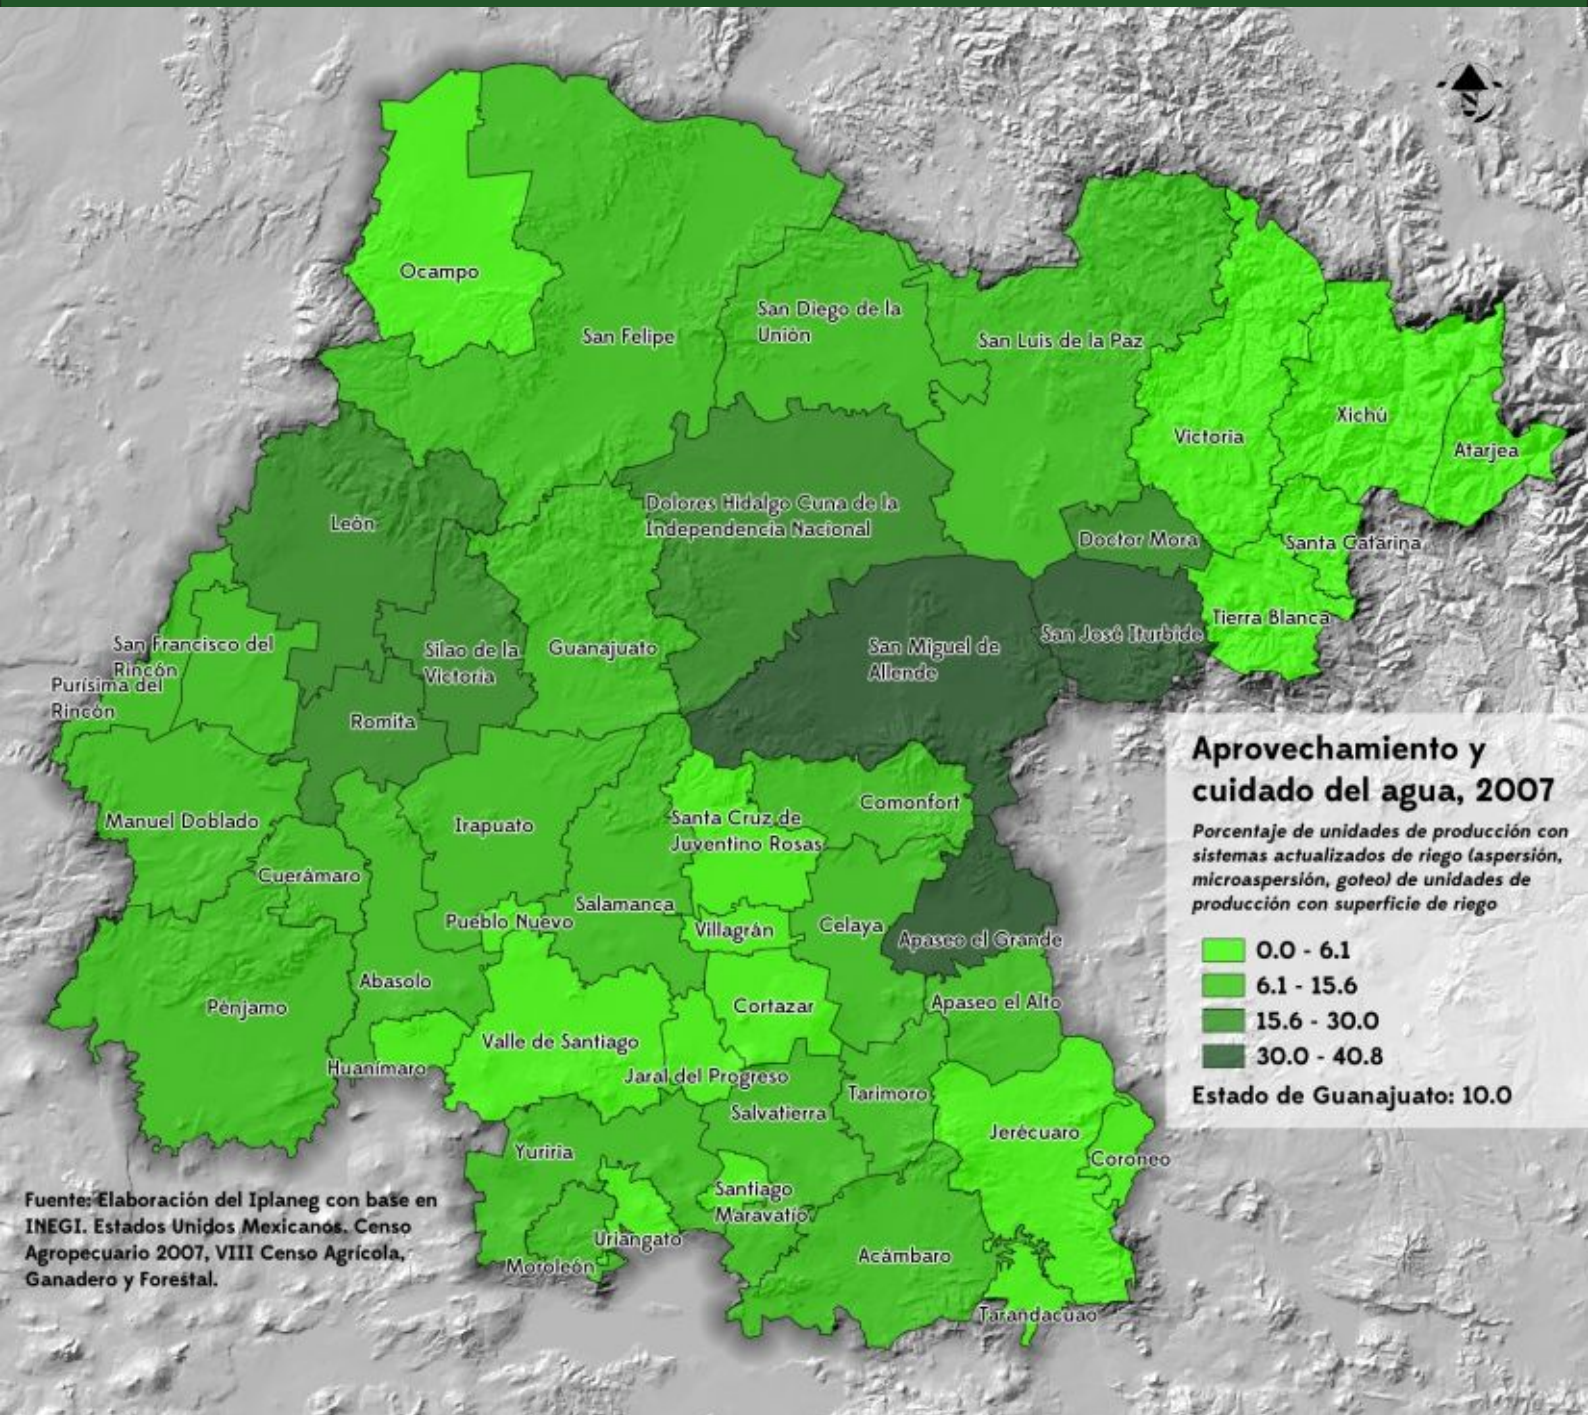 Ocampo
San Felipe
San Diego de la
Unión
San Luis de la Paz
Xichú
Victoria
Atarjea
León
Dolores Hidalgo Cuna de la
Independencia Nacional
Doctor Mora
Santa Catarina
Tierra Blanca
San José Iturbide
San Miguel de
Allende
Guanajuato
Silao de la
Victoria
San Francisco del
Rincón
Purísima del
Rincón
Romita
Manuel Doblado
Irapuato
Santa Cruz de
Juventino Rosas
Comonfort
Cuerámaro
Salamanca
Pueblo Nuevo
Villagrán
Celaya
Apaseo el Grande
Abasolo
Pénjamo
Cortazar
Apaseo el Alto
Valle de Santiago
Huanímaro
Jaral del Progreso
Salvatierra
Tarimoro
Jerécuaro
Coroneo
Yuriria
Santiago
Maravatío
Uriangato
Moroleón
Acámbaro
Tarandacuao
Aprovechamiento y
cuidado del agua, 2007
Porcentaje de unidades de producción con
sistemas actualizados de riego (aspersión,
microaspersión, goteo) de unidades de
producción con superficie de riego
0.0 - 6.1
6.1 - 15.6
15.6 - 30.0
30.0 - 40.8
Estado de Guanajuato: 10.0
Fuente: Elaboración del Iplaneg con base en
INEGI. Estados Unidos Mexicanos. Censo
Agropecuario 2007, VIII Censo Agrícola,
Ganadero y Forestal.